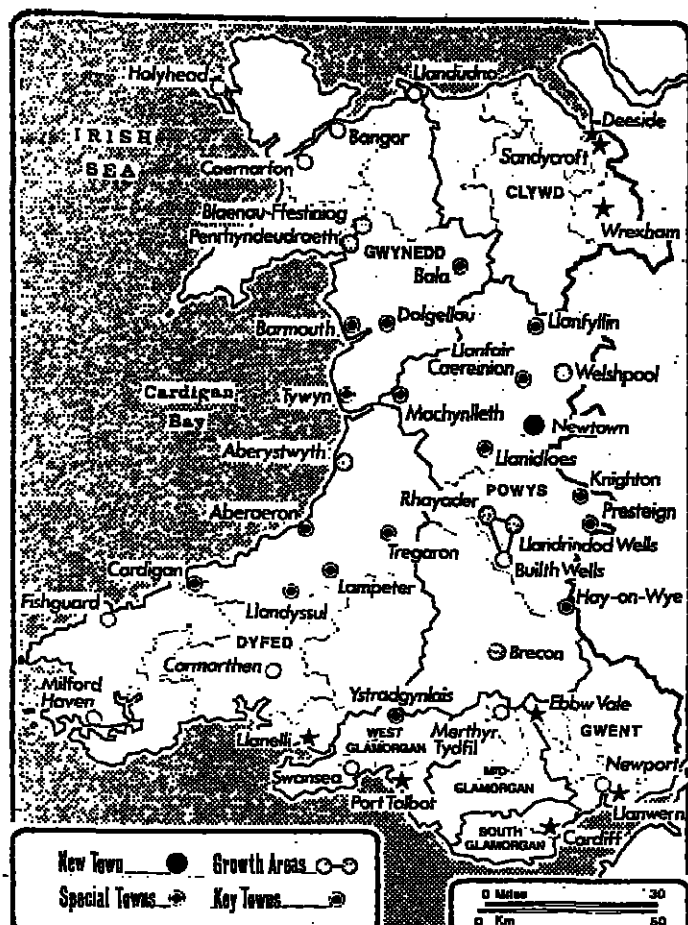 Holyhead
Llandudno
IRISH
SEA
Bangor
Deeside
Sandycroft
Caernarfon
CLYWD
Blaenau-Ffestiniog
Wrexham
Penrhyndeudraeth
GWYNEDD
Bala
Barmouth
Dolgellau
Llanfyllin
Llanfair
Caereinion
Welshpool
Cardigan
Bay
Tywyn
Machynlleth
Newtown
Aberystwyth
Llanidloes
Knighton
POWYS
Rhayader
Presteign
Aberaeron
Tregaron
Llandrindod Wells
Builth Wells
Cardigan
Lampeter
Fishguard
Llandyssul
Hay-on-Wye
DYFED
Carmarthen
Brecon
Milford
Haven
Ystradgynlais
Ebbw Vale
Llanelli
WEST
GLAMORGAN
Merthyr
Tydfil
GWENT
Swansea
MID
GLAMORGAN
Newport
Port Talbot
Llanwern
SOUTH
GLAMORGAN
Cardiff
New Town
Growth Areas
Special Towns
Key Towns
0 Miles 30
0 Km 50